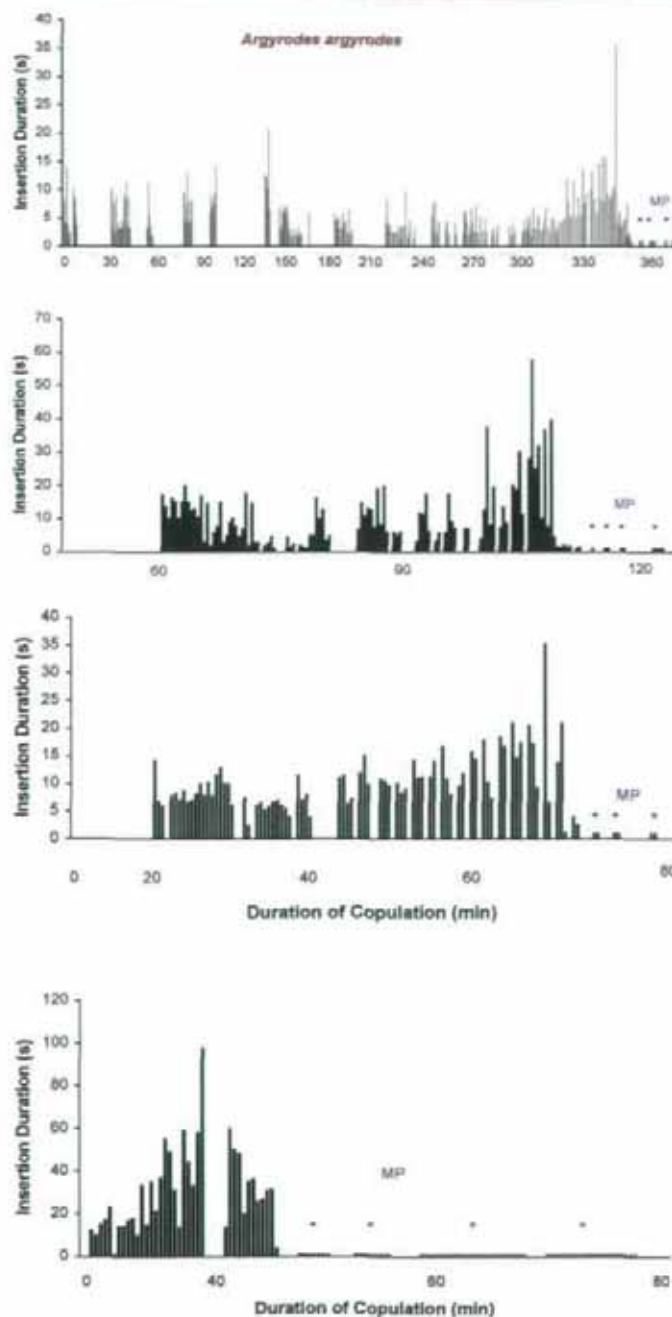 Argyrodes argyrodes
Insertion Duration (s)
40
35
30
25
20
15
10
5
0
MP
0 30 60 90 120 150 180 210 240 270 300 330 360
Insertion Duration (s)
70
60
50
40
30
20
10
0
MP
60 90 120
Insertion Duration (s)
40
35
30
25
20
15
10
5
0
MP
0 20 40 60 80
Duration of Copulation (min)
Insertion Duration (s)
120
100
80
60
40
20
0
MP
0 40 60 80
Duration of Copulation (min)